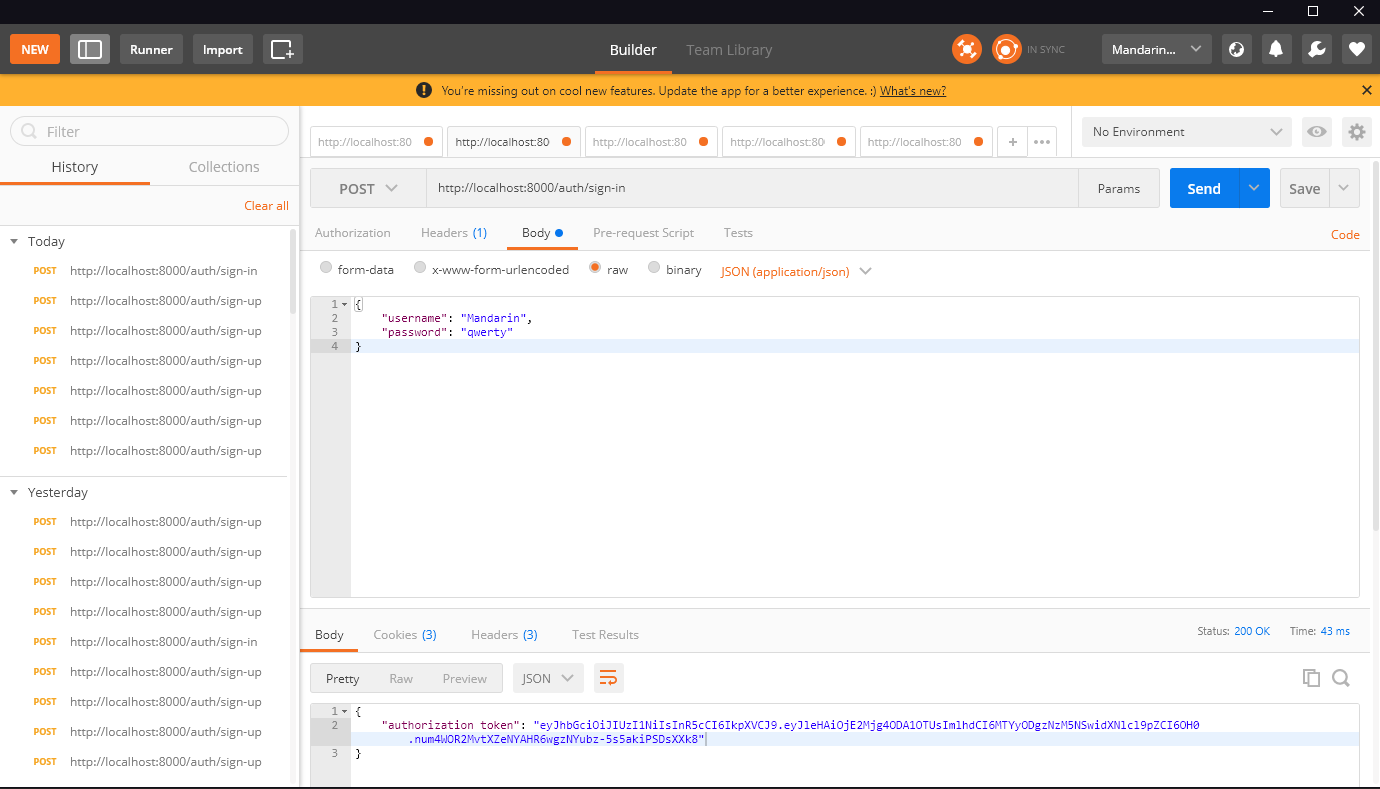 NEW
Runner
Import
Builder
Team Library
IN SYNC
Mandarin...
You're missing out on cool new features. Update the app for a better experience. :) What's new?
Filter
History
Collections
Clear all
Today
POST http://localhost:8000/auth/sign-in
POST http://localhost:8000/auth/sign-up
POST http://localhost:8000/auth/sign-up
POST http://localhost:8000/auth/sign-up
POST http://localhost:8000/auth/sign-up
POST http://localhost:8000/auth/sign-up
POST http://localhost:8000/auth/sign-up
Yesterday
POST http://localhost:8000/auth/sign-up
POST http://localhost:8000/auth/sign-up
POST http://localhost:8000/auth/sign-up
POST http://localhost:8000/auth/sign-up
POST http://localhost:8000/auth/sign-in
POST http://localhost:8000/auth/sign-up
POST http://localhost:8000/auth/sign-up
POST http://localhost:8000/auth/sign-up
POST http://localhost:8000/auth/sign-up
http://localhost:80
http://localhost:80
http://localhost:80
http://localhost:80
http://localhost:80
No Environment
POST
http://localhost:8000/auth/sign-in
Params
Send
Save
Authorization
Headers (1)
Body
Pre-request Script
Tests
Code
form-data
x-www-form-urlencoded
raw
binary
JSON (application/json)
1 {
2 "username": "Mandarin",
3 "password": "qwerty"
4 }
Body
Cookies (3)
Headers (3)
Test Results
Status: 200 OK
Time: 43 ms
Pretty
Raw
Preview
JSON
1 {
2 "authorization token": "eyJhbGciOiJIUzI1NiIsInR5cCI6IkpXVCJ9.eyJleHAiOjE2Mjg4ODA1OTUsImlhdCI6MTYyODgzNzM5NSwidXNlcl9pZCI6OH0
.num4WOR2MvtXZeNYAHR6wgzNYubz-5s5akiPSDsXXk8"
3 }